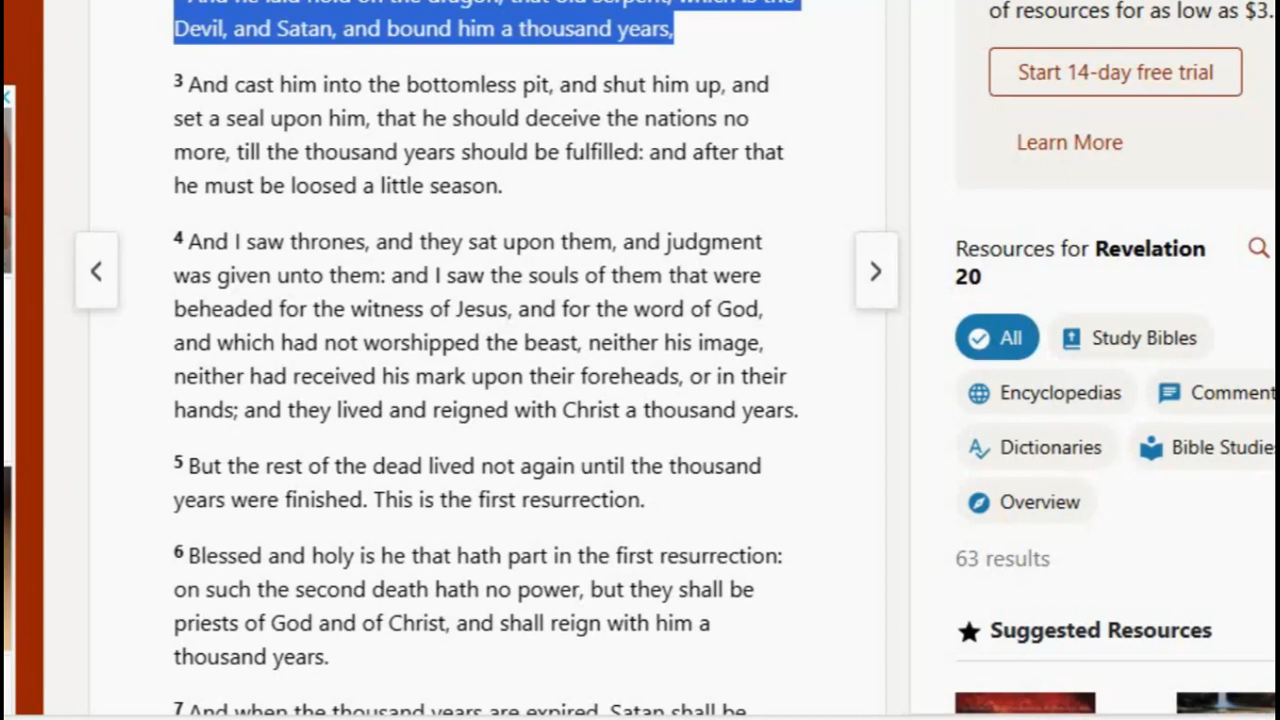 Devil, and Satan, and bound him a thousand years,
3 And cast him into the bottomless pit, and shut him up, and
set a seal upon him, that he should deceive the nations no
more, till the thousand years should be fulfilled: and after that
he must be loosed a little season.
4 And I saw thrones, and they sat upon them, and judgment
was given unto them: and I saw the souls of them that were
beheaded for the witness of Jesus, and for the word of God,
and which had not worshipped the beast, neither his image,
neither had received his mark upon their foreheads, or in their
hands; and they lived and reigned with Christ a thousand years.
5 But the rest of the dead lived not again until the thousand
years were finished. This is the first resurrection.
6 Blessed and holy is he that hath part in the first resurrection:
on such the second death hath no power, but they shall be
priests of God and of Christ, and shall reign with him a
thousand years.
7 And when the thousand years are expired, Satan shall be
of resources for as low as $3.
Start 14-day free trial
Learn More
Resources for Revelation
20
All
Study Bibles
Encyclopedias
Comment
Dictionaries
Bible Studie
Overview
63 results
Suggested Resources